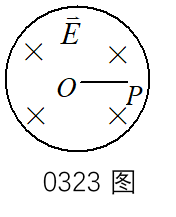 E⃗
× ×
O P
× ×
0323 图